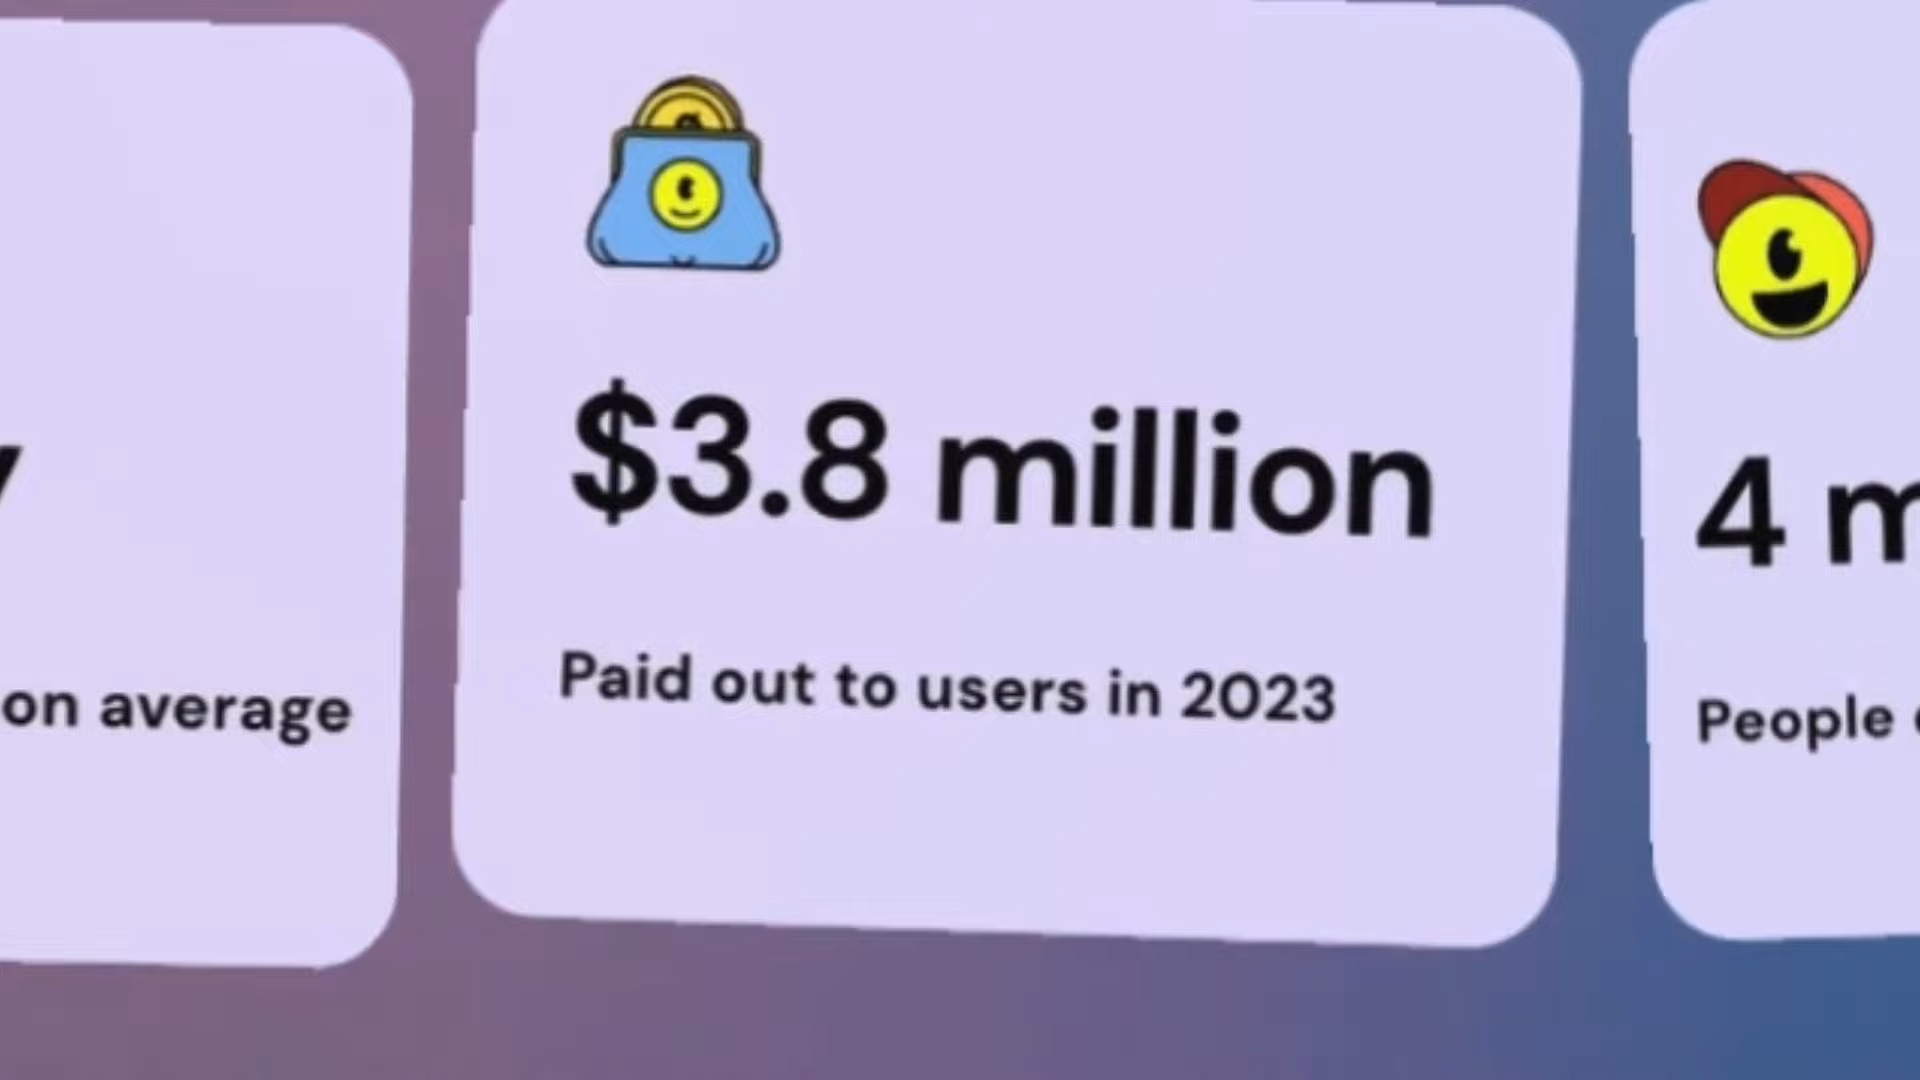 on average
$3.8 million
Paid out to users in 2023
4
People